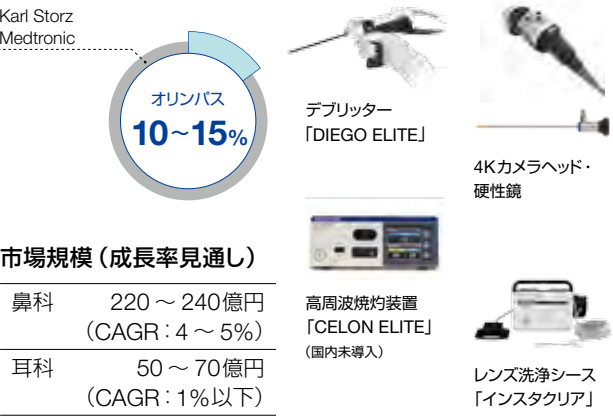 Karl Storz
Medtronic
オリンパス
10~15%
デブリッター
「DIEGO ELITE」
4Kカメラヘッド・
硬性鏡
市場規模（成長率見通し）
鼻科 220 ～ 240億円
（CAGR：4 ～ 5%）
耳科 50 ～ 70億円
（CAGR：1%以下）
高周波焼灼装置
「CELON ELITE」
（国内未導入）
レンズ洗浄シース
「インスタクリア」